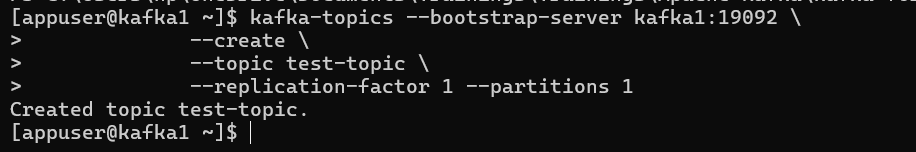 [appuser@kafka1 ~]$ kafka-topics --bootstrap-server kafka1:19092 \
>            --create \
>            --topic test-topic \
>            --replication-factor 1 --partitions 1
Created topic test-topic.
[appuser@kafka1 ~]$